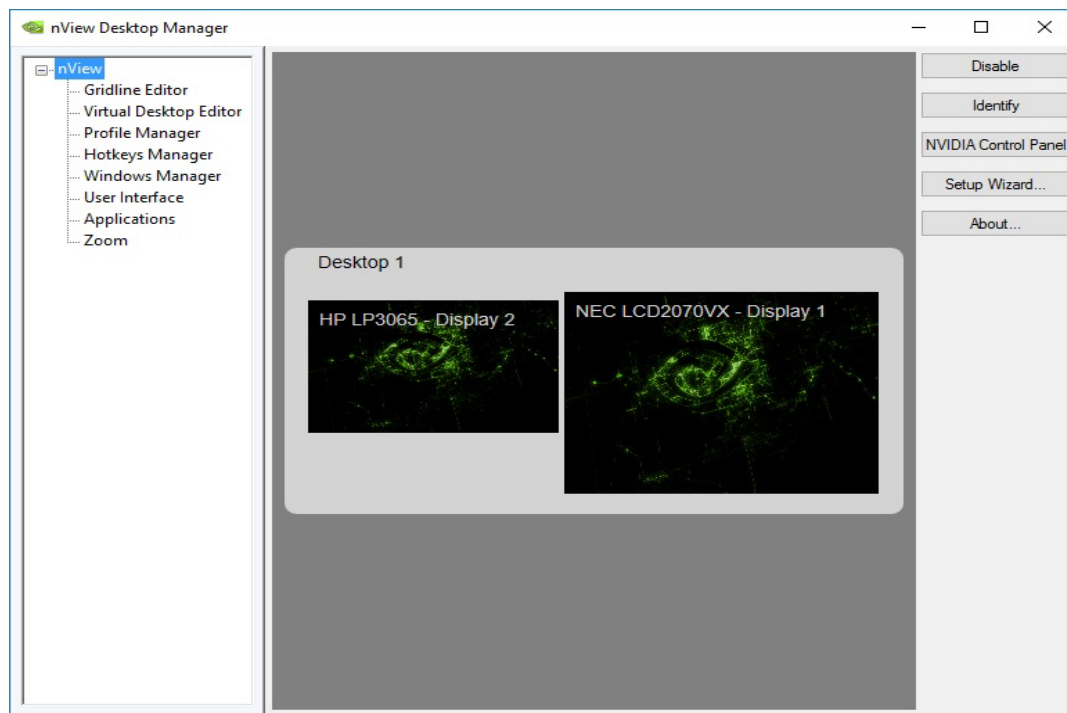 nView Desktop Manager
nView
Gridline Editor
Virtual Desktop Editor
Profile Manager
Hotkeys Manager
Windows Manager
User Interface
Applications
Zoom
Desktop 1
HP LP3065 - Display 2
NEC LCD2070VX - Display 1
Disable
Identify
NVIDIA Control Panel
Setup Wizard...
About...